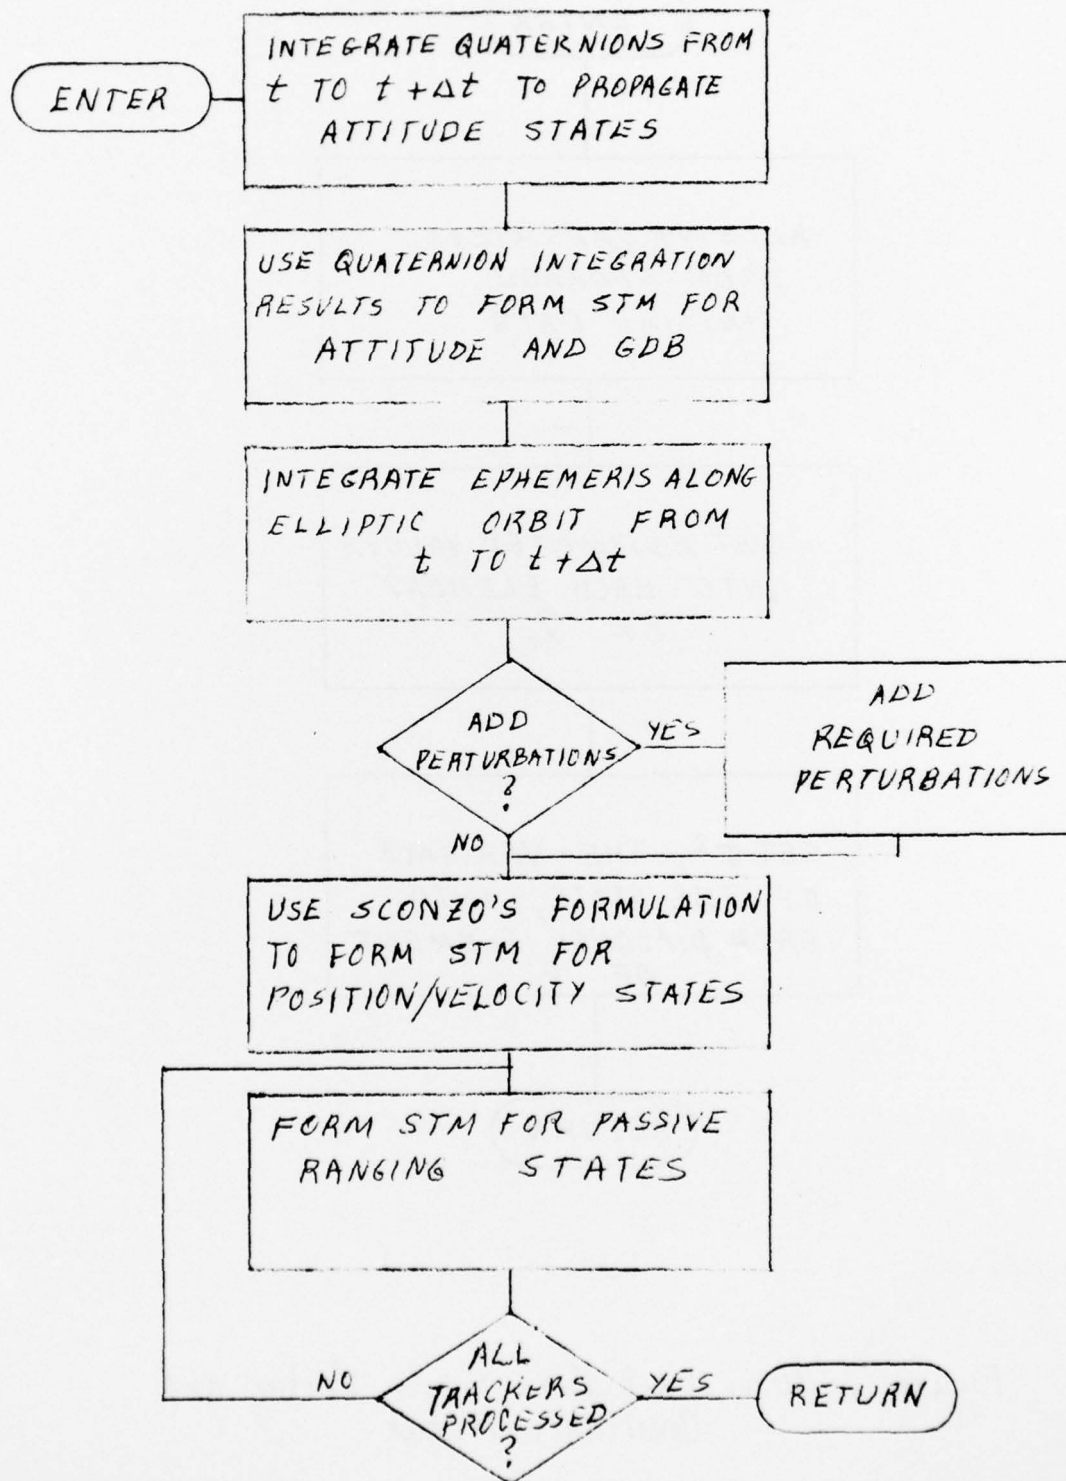 ENTER
INTEGRATE QUATERNIONS FROM
t TO t+Δt TO PROPAGATE
ATTITUDE STATES
USE QUATERNION INTEGRATION
RESULTS TO FORM STM FOR
ATTITUDE AND GDB
INTEGRATE EPHEMERIS ALONG
ELLIPTIC ORBIT FROM
t TO t+Δt
ADD
PERTURBATIONS
?
YES
ADD
REQUIRED
PERTURBATIONS
NO
USE SCONZO'S FORMULATION
TO FORM STM FOR
POSITION/VELOCITY STATES
FORM STM FOR PASSIVE
RANGING STATES
ALL
TRACKERS
PROCESSED
?
NO
YES
RETURN